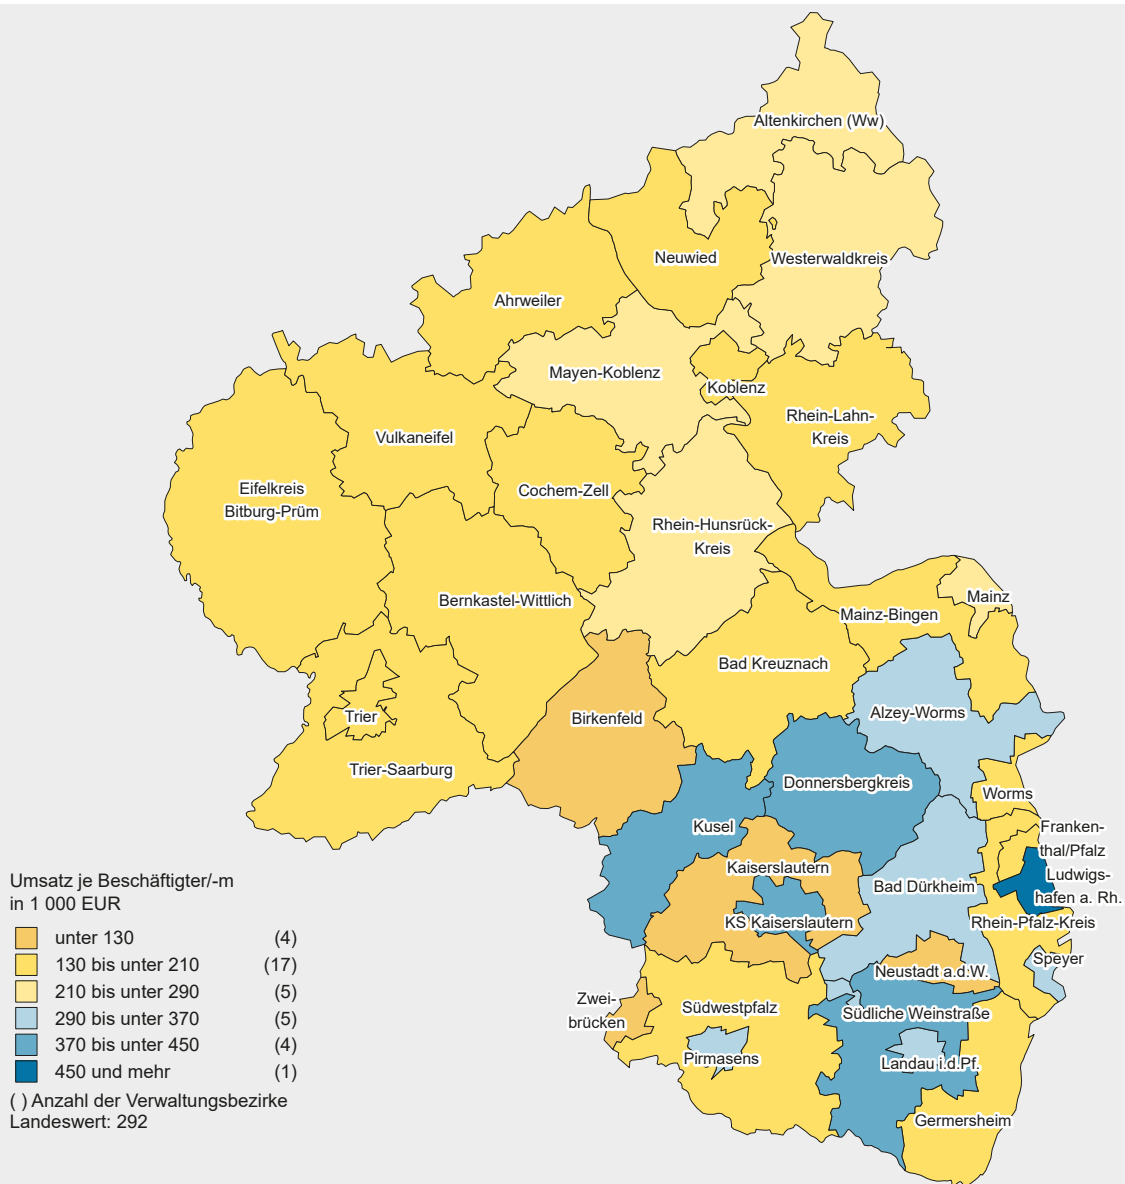 Altenkirchen (Ww)
Neuwied
Westerwaldkreis
Ahrweiler
Mayen-Koblenz
Koblenz
Rhein-Lahn-
Kreis
Vulkaneifel
Cochem-Zell
Eifelkreis
Bitburg-Prüm
Rhein-Hunsrück-
Kreis
Bernkastel-Wittlich
Mainz
Mainz-Bingen
Bad Kreuznach
Birkenfeld
Alzey-Worms
Trier
Trier-Saarburg
Donnersbergkreis
Worms
Kusel
Franken-
thal/Pfalz
Kaiserslautern
Bad Dürkheim
Ludwigs-
hafen a. Rh.
KS Kaiserslautern
Rhein-Pfalz-Kreis
Speyer
Neustadt a.d.W.
Zwei-
brücken
Südwestpfalz
Südliche Weinstraße
Pirmasens
Landau i.d.Pf.
Germersheim
Umsatz je Beschäftigter/-m
in 1 000 EUR
unter 130 (4)
130 bis unter 210 (17)
210 bis unter 290 (5)
290 bis unter 370 (5)
370 bis unter 450 (4)
450 und mehr (1)
( ) Anzahl der Verwaltungsbezirke
Landeswert: 292